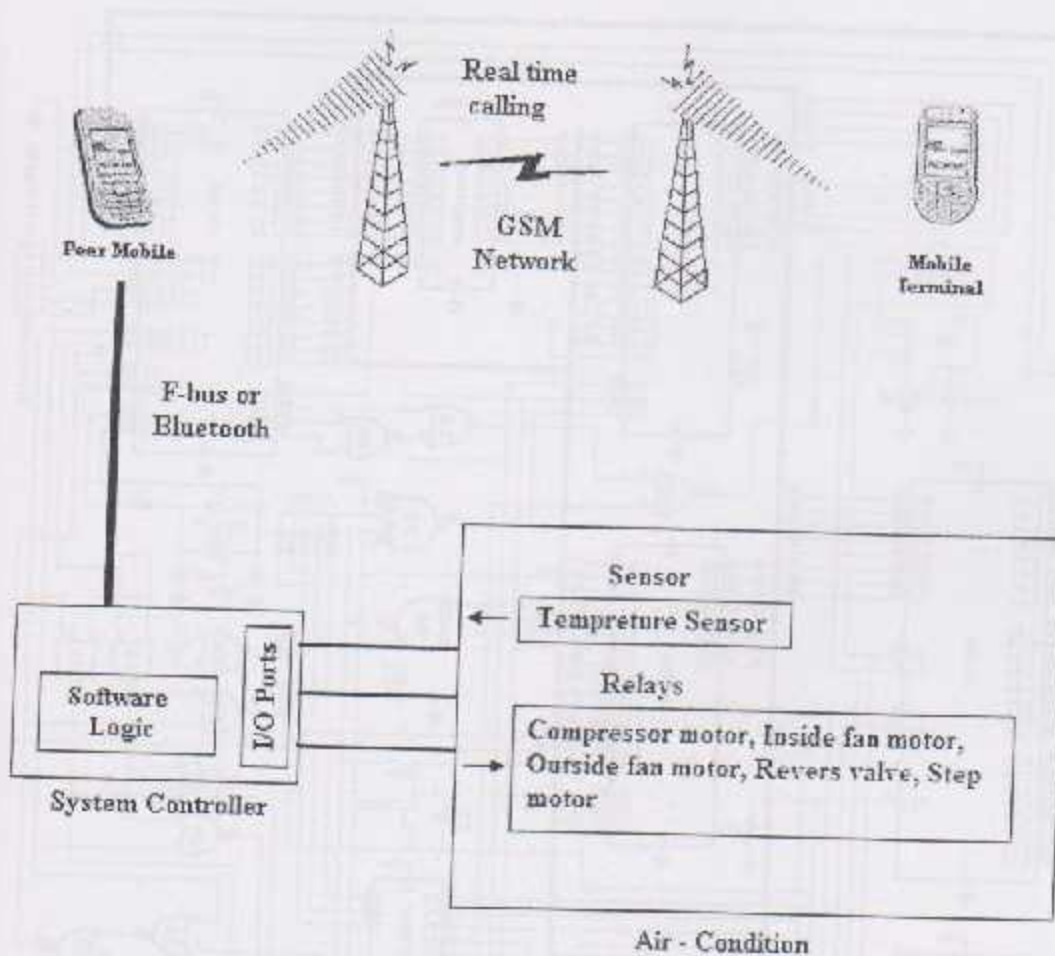 Real time
calling
GSM
Network
Peer Mobile
Mobile
Terminal
F-bus or
Bluetooth
Sensor
Tempreture Sensor
Relays
Compressor motor, Inside fan motor,
Outside fan motor, Revers valve, Step
motor
Software
Logic
I/O Ports
System Controller
Air - Condition